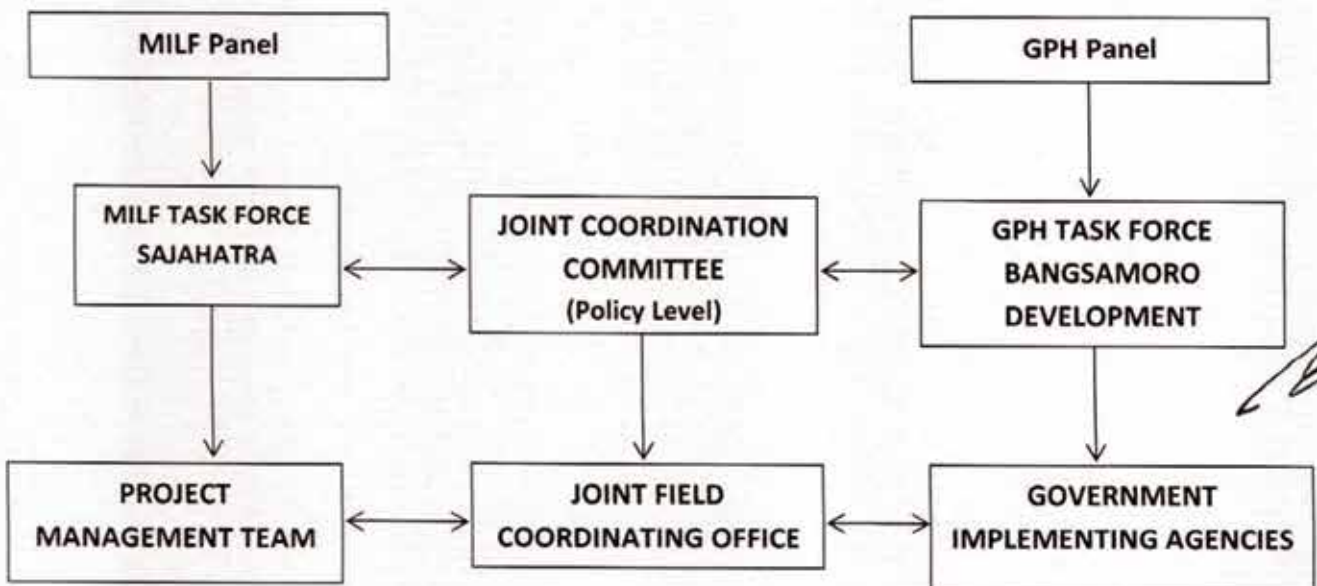 MILF Panel
GPH Panel
MILF TASK FORCE
SAJAHATRA
JOINT COORDINATION
COMMITTEE
(Policy Level)
GPH TASK FORCE
BANGSAMORO
DEVELOPMENT
PROJECT
MANAGEMENT TEAM
JOINT FIELD
COORDINATING OFFICE
GOVERNMENT
IMPLEMENTING AGENCIES